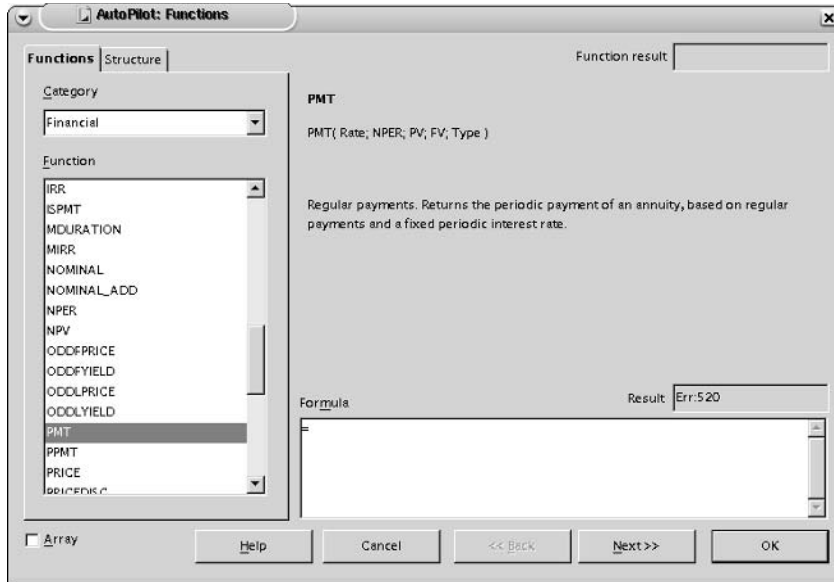 AutoPilot: Functions
Functions
Structure
Function result
Category
Financial
Function
IRR
ISPMT
MDURATION
MIRR
NOMINAL
NOMINAL_ADD
NPER
NPV
ODDFPRICE
ODDFYIELD
ODDLPRICE
ODDLYIELD
PMT
PPMT
PRICE
PRICEDISC
PMT
PMT( Rate; NPER; PV; FV; Type )
Regular payments. Returns the periodic payment of an annuity, based on regular
payments and a fixed periodic interest rate.
Formula
Result
Err:520
=
Array
Help
Cancel
<< Back
Next >>
OK